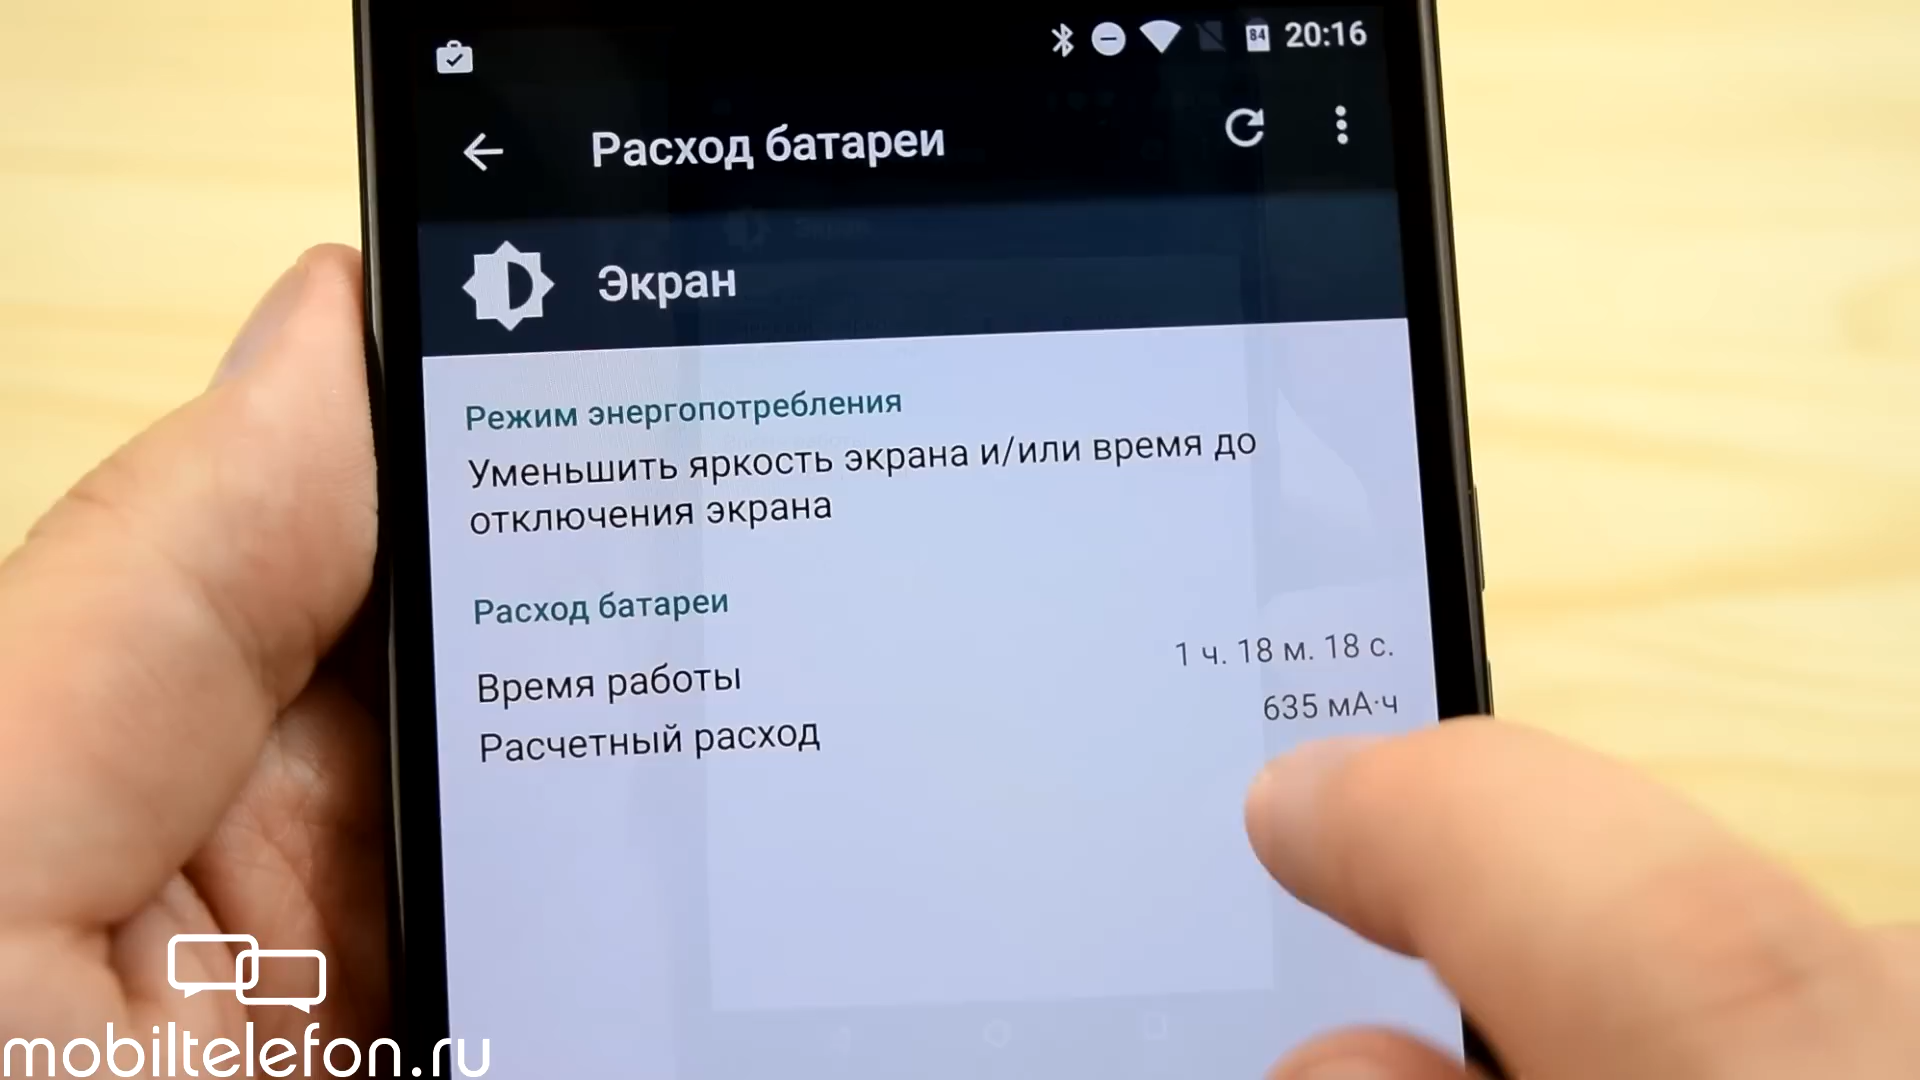 84 20:16
Расход батареи
Экран
Режим энергопотребления
Уменьшить яркость экрана и/или время до
отключения экрана
Расход батареи
Время работы 1 ч. 18 м. 18 с.
Расчетный расход 635 мА·ч
mobiltelefon.ru